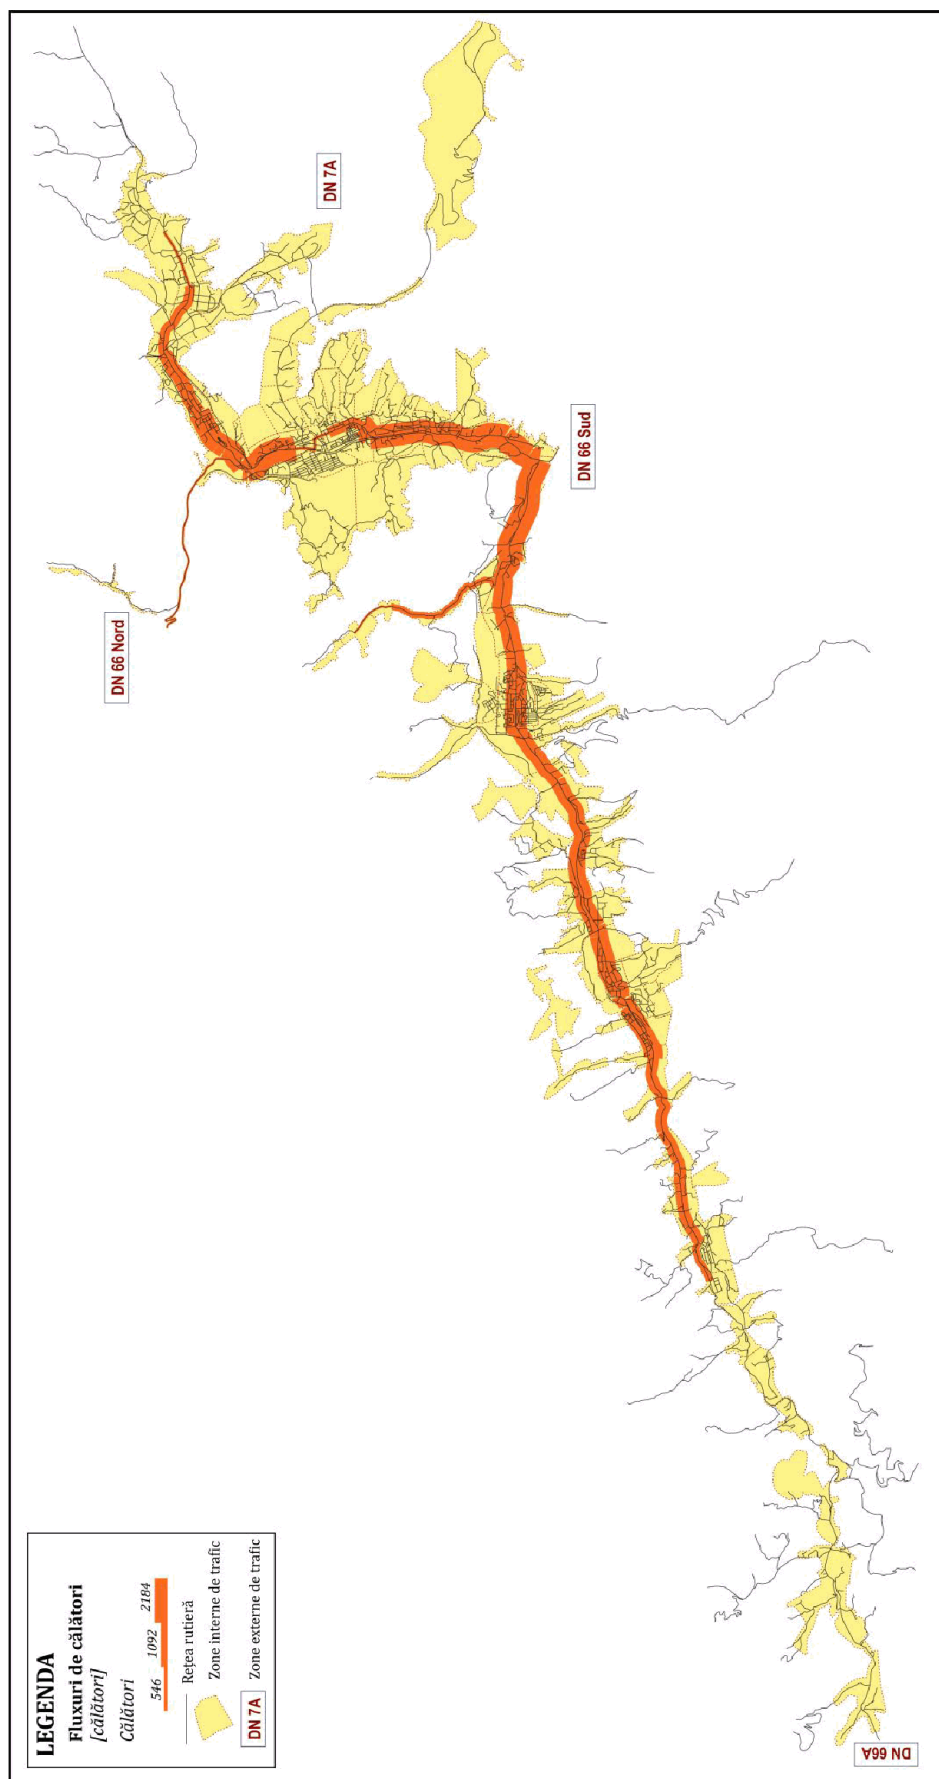 LEGENDA
Fluxuri de călători
[călători]
Călători
546 1092 2184
Rețea rutieră
Zone interne de trafic
DN 7A Zone externe de trafic
DN 66 Nord
DN 7A
DN 66 Sud
DN 66A